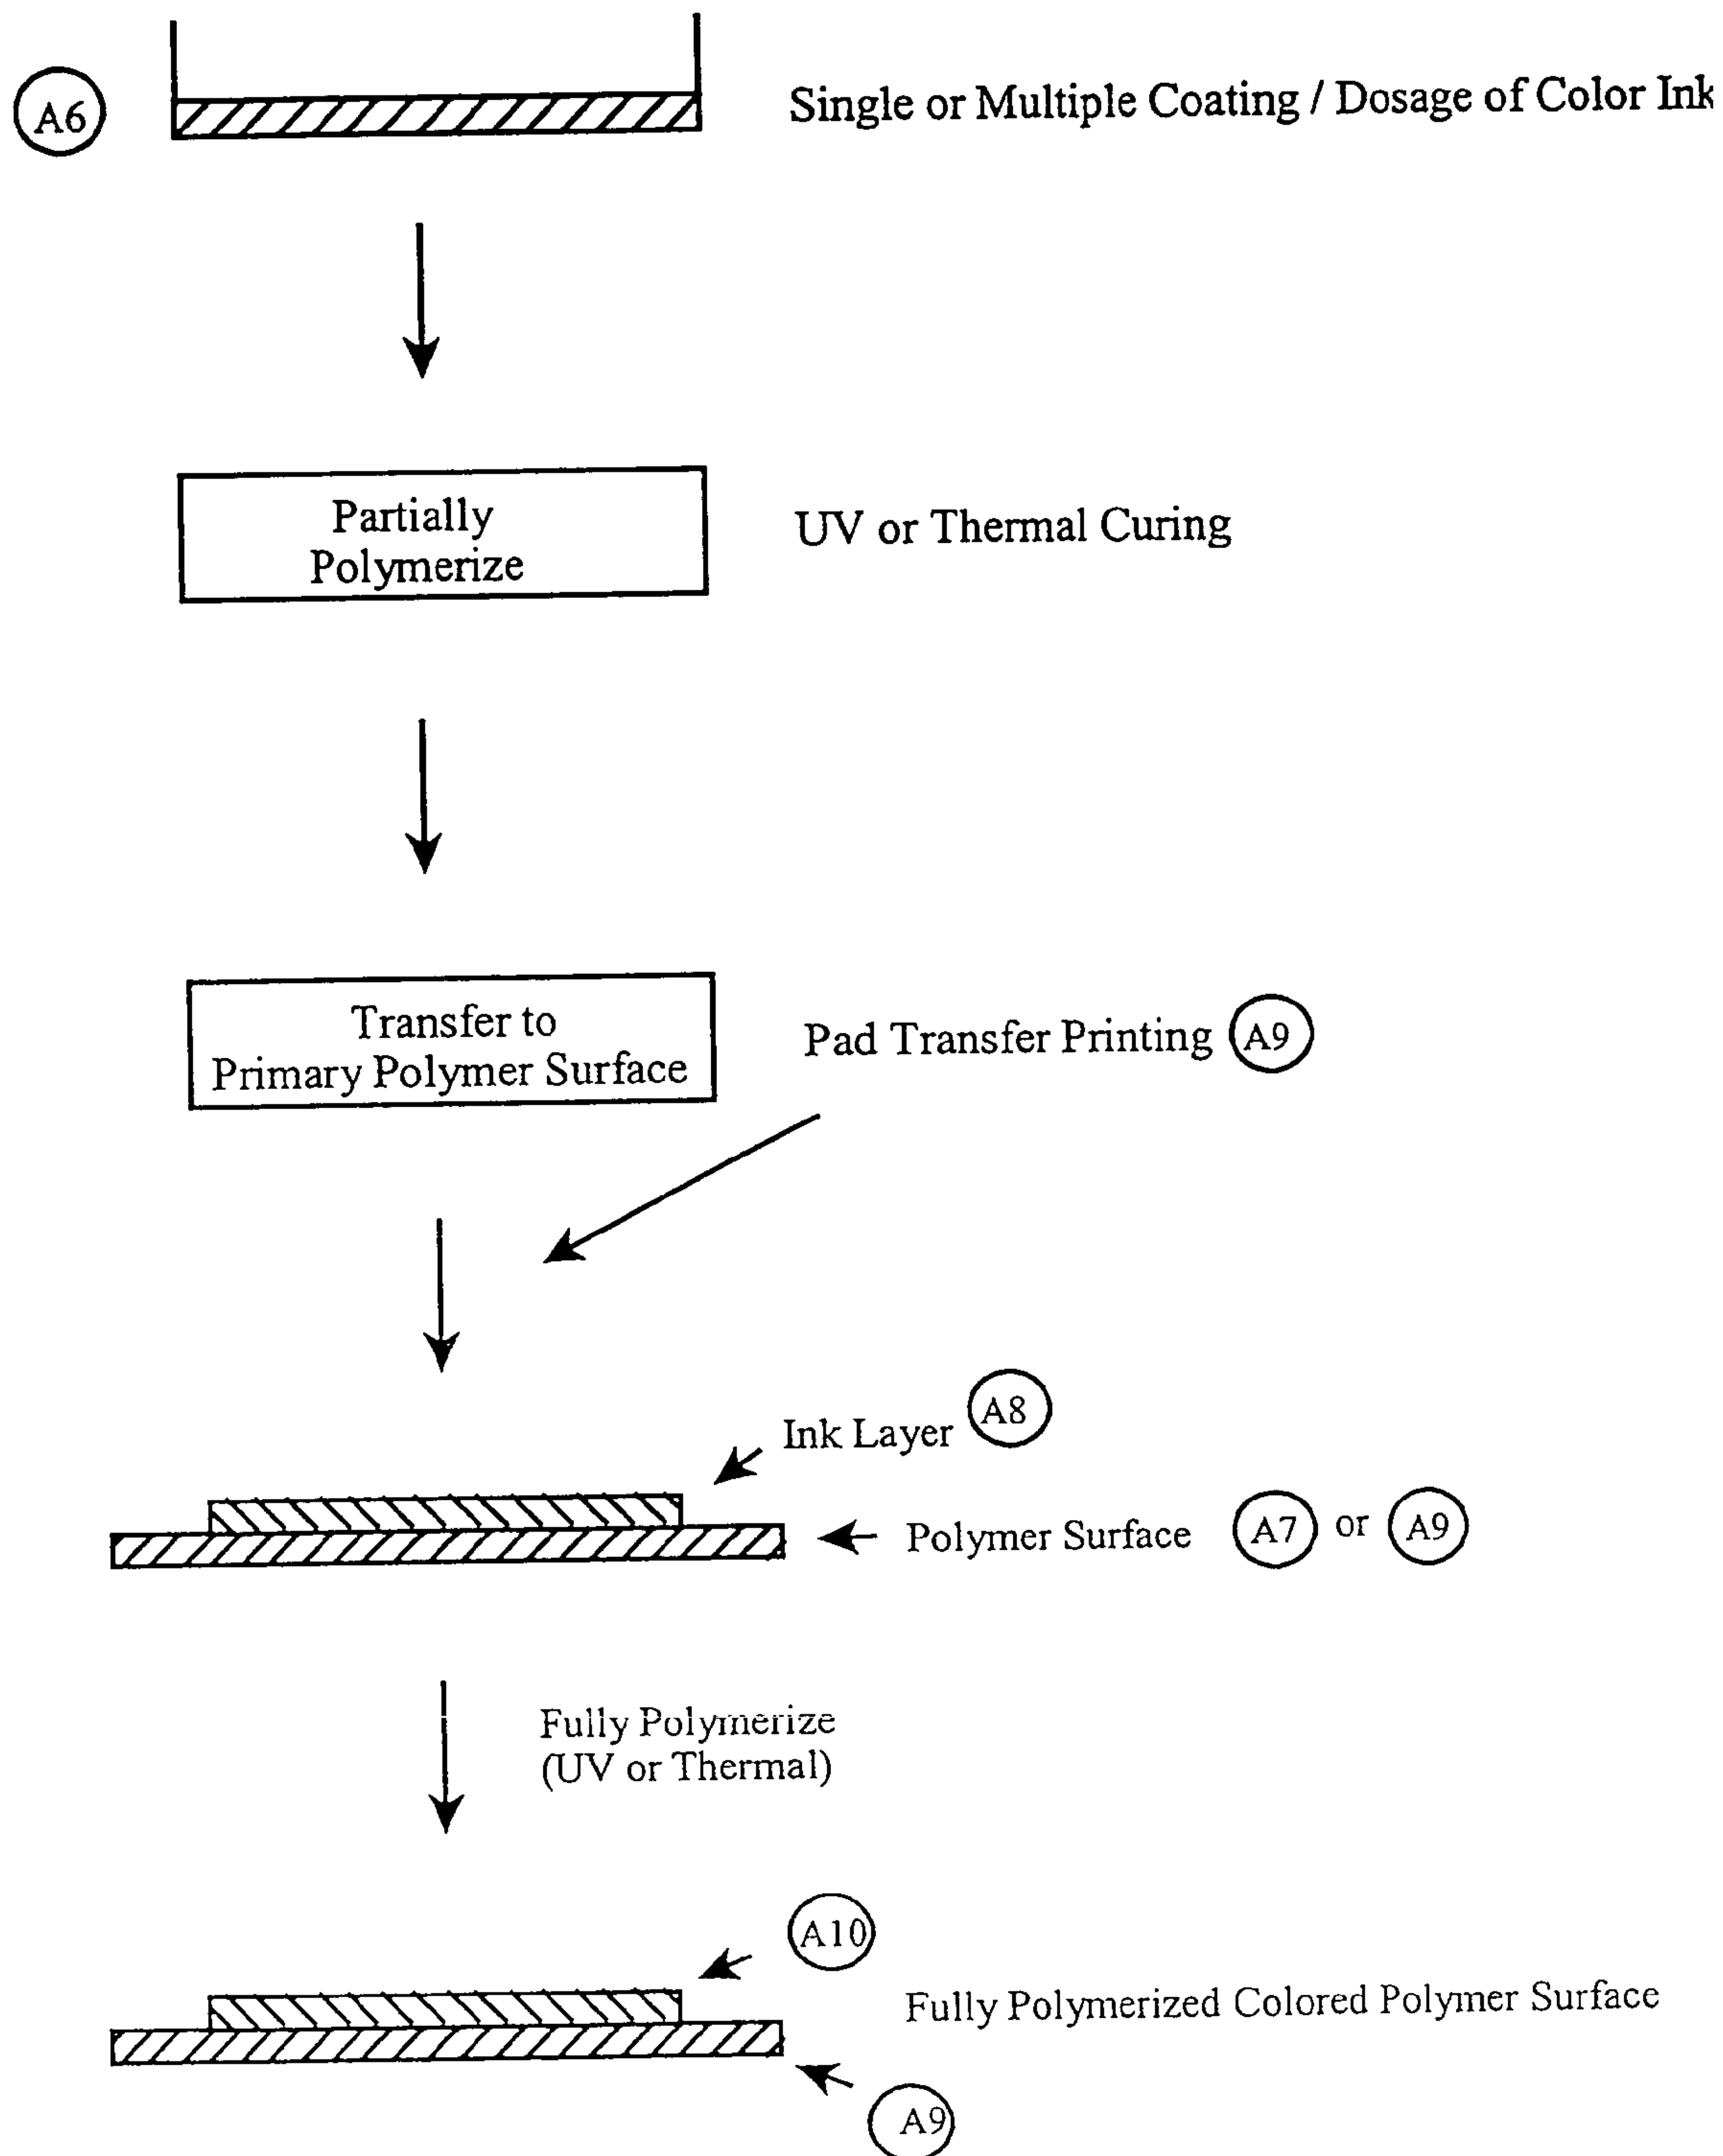 A6
Single or Multiple Coating / Dosage of Color Ink
Partially
Polymerize
UV or Thermal Curing
Transfer to
Primary Polymer Surface
Pad Transfer Printing A9
Ink Layer A8
Polymer Surface A7 or A9
Fully Polymerize
(UV or Thermal)
A10
Fully Polymerized Colored Polymer Surface
A9